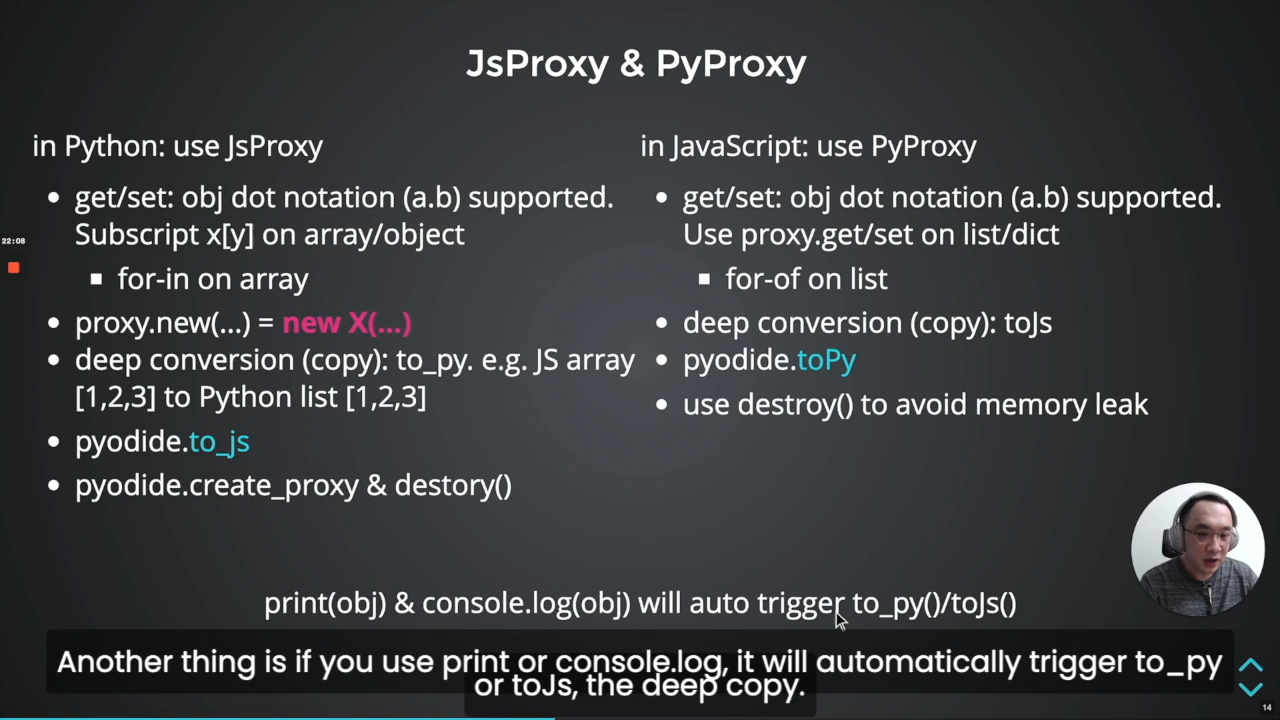 JsProxy & PyProxy
in Python: use JsProxy
• get/set: obj dot notation (a.b) supported.
Subscript x[y] on array/object
▪ for-in on array
• proxy.new(...) = new X(...)
• deep conversion (copy): to_py. e.g. JS array
[1,2,3] to Python list [1,2,3]
• pyodide.to_js
• pyodide.create_proxy & destory()
in JavaScript: use PyProxy
• get/set: obj dot notation (a.b) supported.
Use proxy.get/set on list/dict
▪ for-of on list
• deep conversion (copy): toJs
• pyodide.toPy
• use destroy() to avoid memory leak
22:08
print(obj) & console.log(obj) will auto trigger to_py()/toJs()
Another thing is if you use print or console.log, it will automatically trigger to_py
or toJs, the deep copy.
14